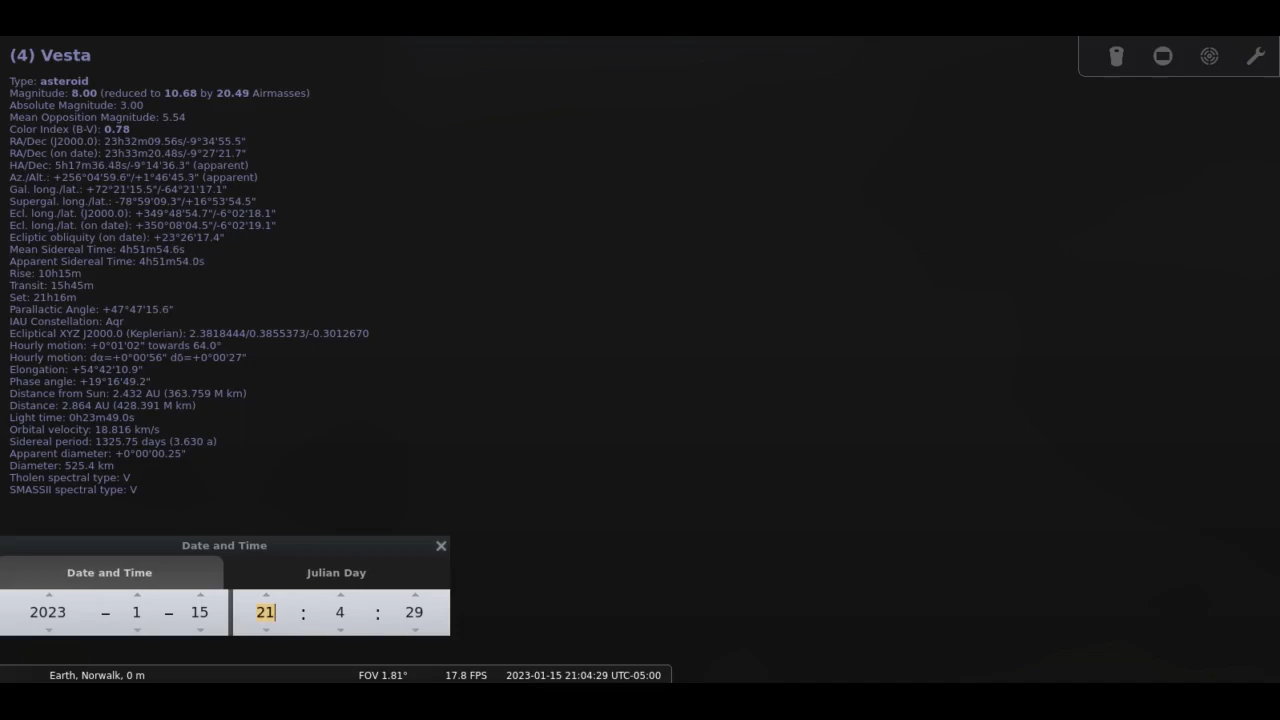 (4) Vesta
Type: asteroid
Magnitude: 8.00 (reduced to 10.68 by 20.49 Airmasses)
Absolute Magnitude: 3.00
Mean Opposition Magnitude: 5.54
Color Index (B-V): 0.78
RA/Dec (J2000.0): 23h32m09.56s/-9°34'55.5"
RA/Dec (on date): 23h33m20.48s/-9°27'21.7"
HA/Dec: 5h17m36.48s/-9°14'36.3" (apparent)
Az./Alt.: +256°04'59.6"/+1°46'45.3" (apparent)
Gal. long./lat.: +72°21'15.5"/-64°21'17.1"
Supergal. long./lat.: -78°59'09.3"/+16°53'54.5"
Ecl. long./lat. (J2000.0): +349°48'54.7"/-6°02'18.1"
Ecl. long./lat. (on date): +350°08'04.5"/-6°02'19.1"
Ecliptic obliquity (on date): +23°26'17.4"
Mean Sidereal Time: 4h51m54.6s
Apparent Sidereal Time: 4h51m54.0s
Rise: 10h15m
Transit: 15h45m
Set: 21h16m
Parallactic Angle: +47°47'15.6"
IAU Constellation: Aqr
Ecliptical XYZ J2000.0 (Keplerian): 2.3818444/0.3855373/-0.3012670
Hourly motion: +0°01'02" towards 64.0°
Hourly motion: dα=+0°00'56" dδ=+0°00'27"
Elongation: +54°42'10.9"
Phase angle: +19°16'49.2"
Distance from Sun: 2.432 AU (363.759 M km)
Distance: 2.864 AU (428.391 M km)
Light time: 0h23m49.0s
Orbital velocity: 18.816 km/s
Sidereal period: 1325.75 days (3.630 a)
Apparent diameter: +0°00'00.25"
Diameter: 525.4 km
Tholen spectral type: V
SMASSII spectral type: V
Date and Time
Date and Time Julian Day
2023 – 1 – 15 21 : 4 : 29
Earth, Norwalk, 0 m FOV 1.81° 17.8 FPS 2023-01-15 21:04:29 UTC-05:00